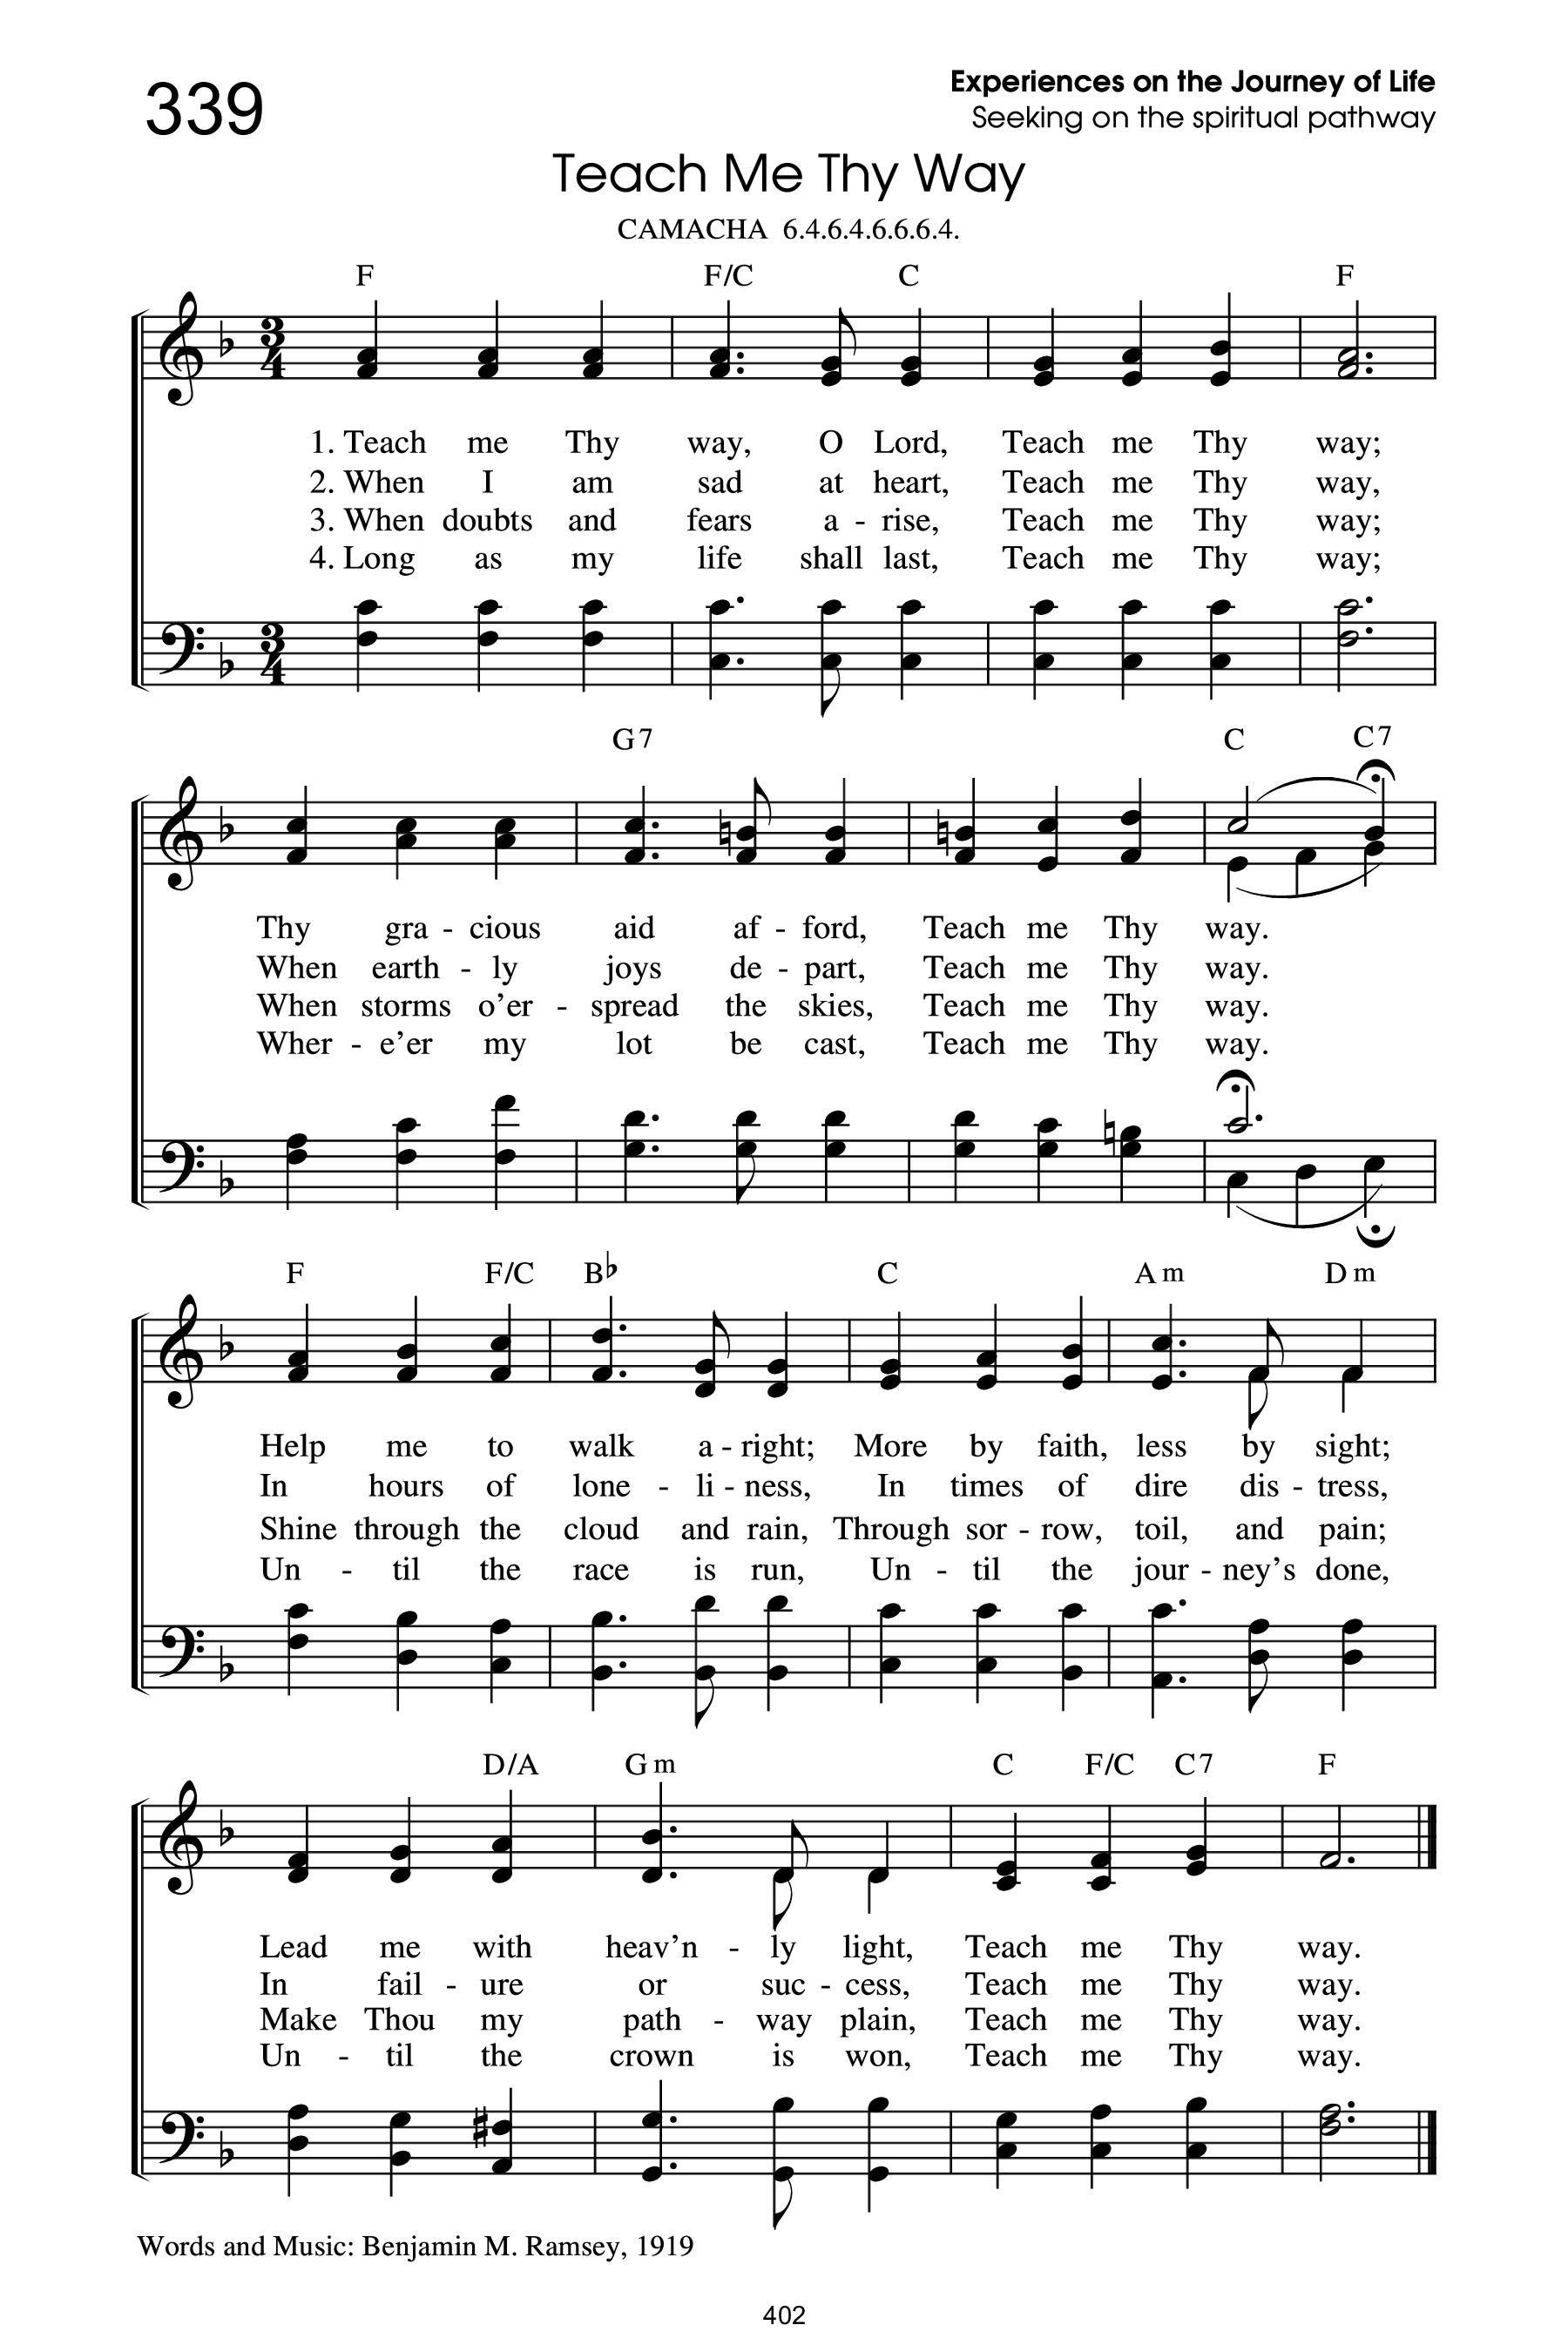 339
Experiences on the Journey of Life
Seeking on the spiritual pathway
Teach Me Thy Way
CAMACHA 6.4.6.4.6.6.6.4.
F F/C C F
3 4
1. Teach me Thy way, O Lord, Teach me Thy way;
2. When I am sad at heart, Teach me Thy way,
3. When doubts and fears a - rise, Teach me Thy way;
4. Long as my life shall last, Teach me Thy way;
3 4
G7 C C7
Thy gra - cious aid af - ford, Teach me Thy way.
When earth - ly joys de - part, Teach me Thy way.
When storms o'er - spread the skies, Teach me Thy way.
Wher - e'er my lot be cast, Teach me Thy way.
F F/C B♭ C Am Dm
Help me to walk a - right; More by faith, less by sight;
In hours of lone - li - ness, In times of dire dis - tress,
Shine through the cloud and rain, Through sor - row, toil, and pain;
Un - til the race is run, Un - til the jour - ney's done,
D/A Gm C F/C C7 F
Lead me with heav'n - ly light, Teach me Thy way.
In fail - ure or suc - cess, Teach me Thy way.
Make Thou my path - way plain, Teach me Thy way.
Un - til the crown is won, Teach me Thy way.
Words and Music: Benjamin M. Ramsey, 1919
402